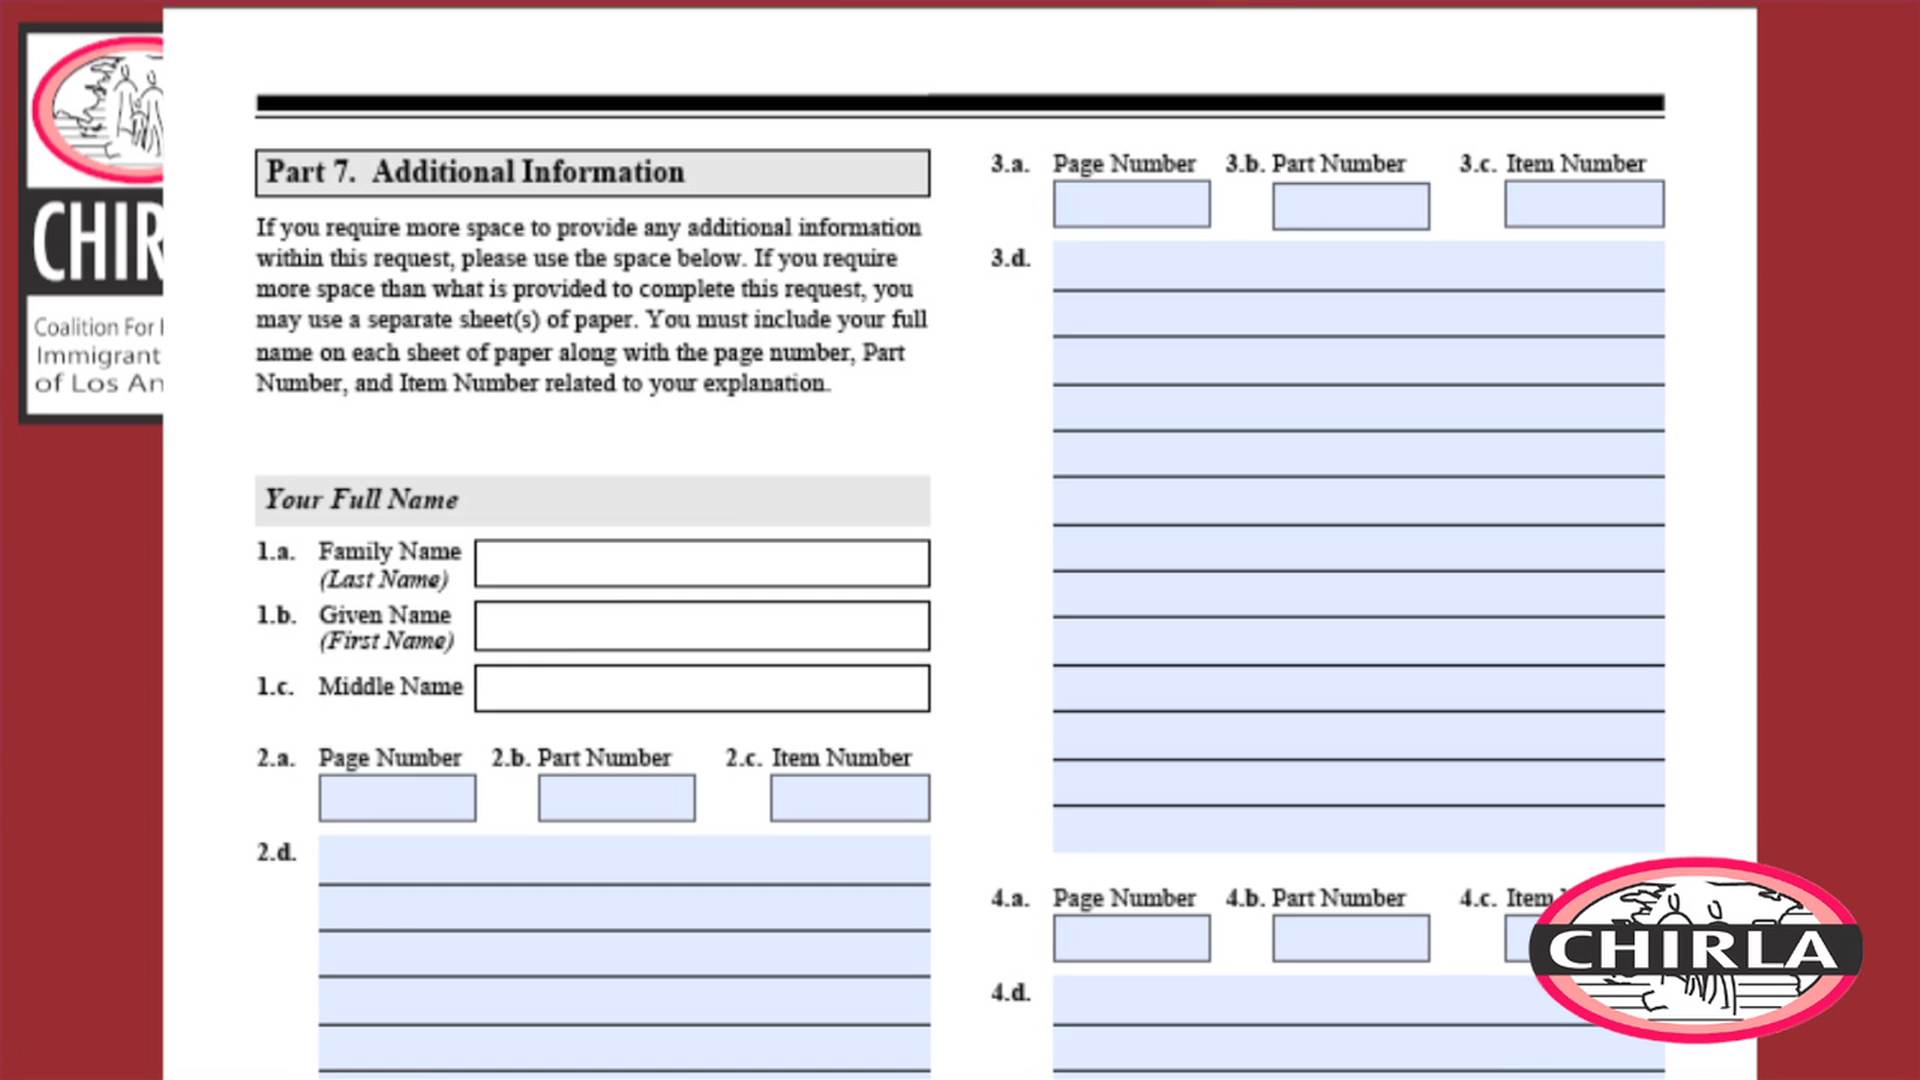 CHIR
Coalition For
Immigrant
of Los An
Part 7. Additional Information
If you require more space to provide any additional information
within this request, please use the space below. If you require
more space than what is provided to complete this request, you
may use a separate sheet(s) of paper. You must include your full
name on each sheet of paper along with the page number, Part
Number, and Item Number related to your explanation.
Your Full Name
1.a. Family Name
(Last Name)
1.b. Given Name
(First Name)
1.c. Middle Name
2.a. Page Number 2.b. Part Number 2.c. Item Number
2.d.
3.a. Page Number 3.b. Part Number 3.c. Item Number
3.d.
4.a. Page Number 4.b. Part Number 4.c. Item
4.d.
CHIRLA